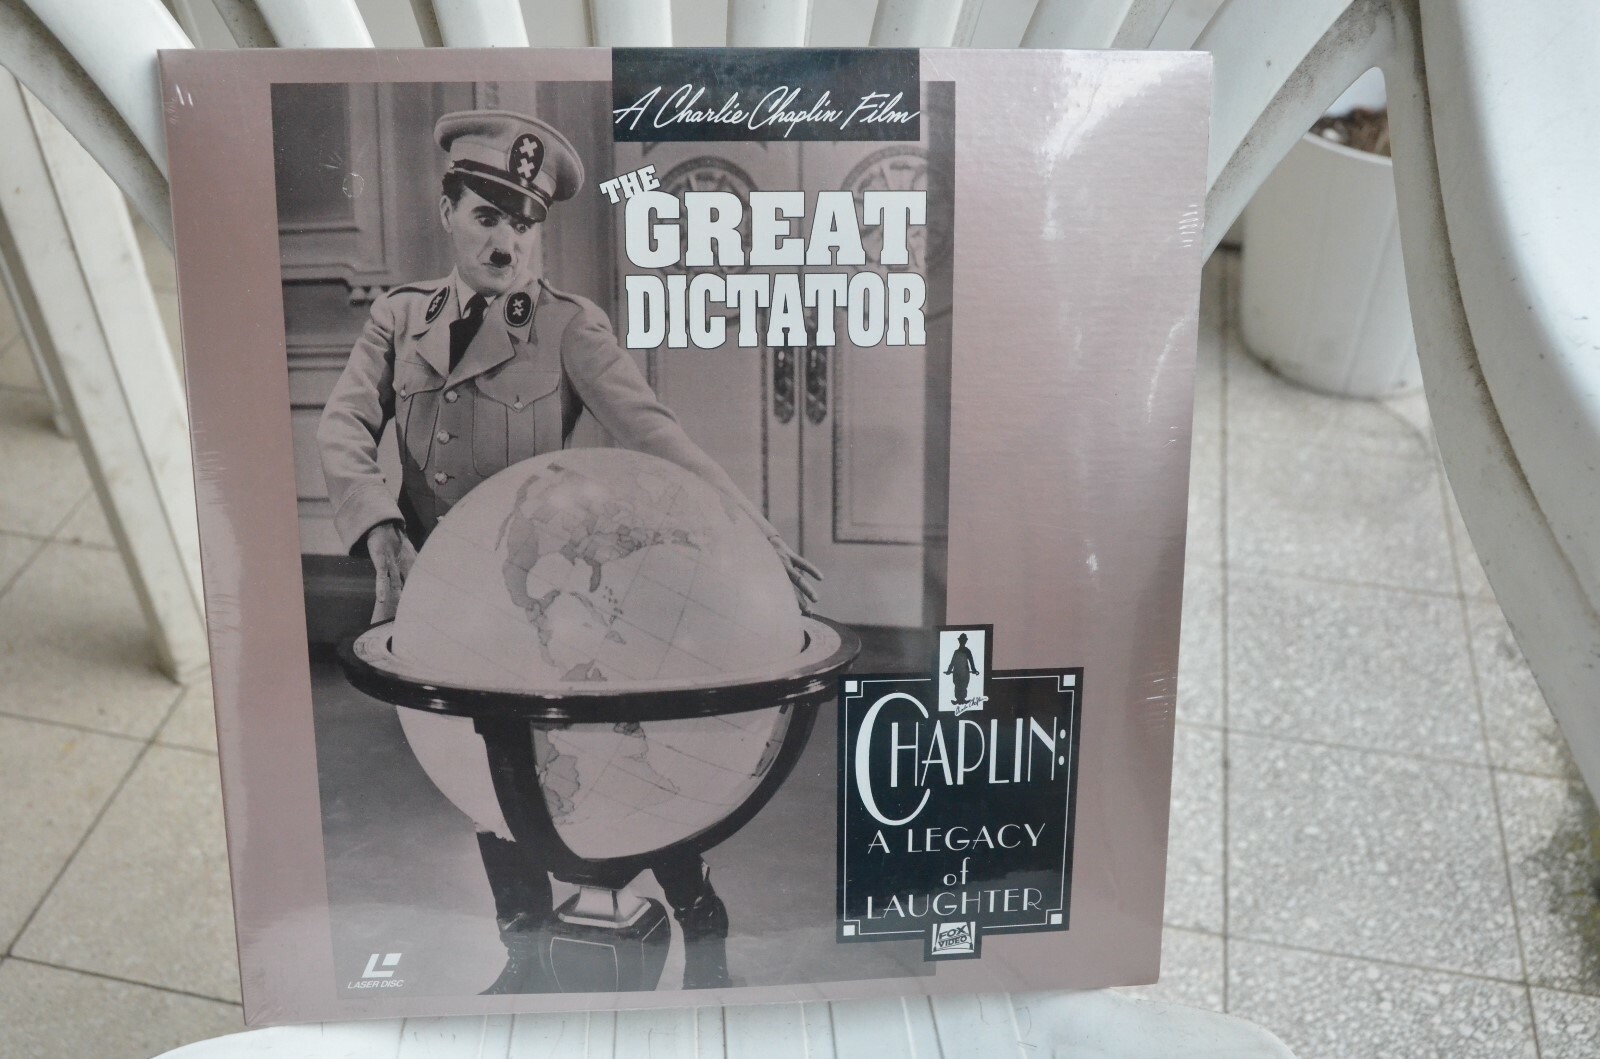 A Charlie Chaplin Film
THE
GREAT
DICTATOR
CHAPLIN:
A LEGACY
of
LAUGHTER
FOX
VIDEO
LASER DISC